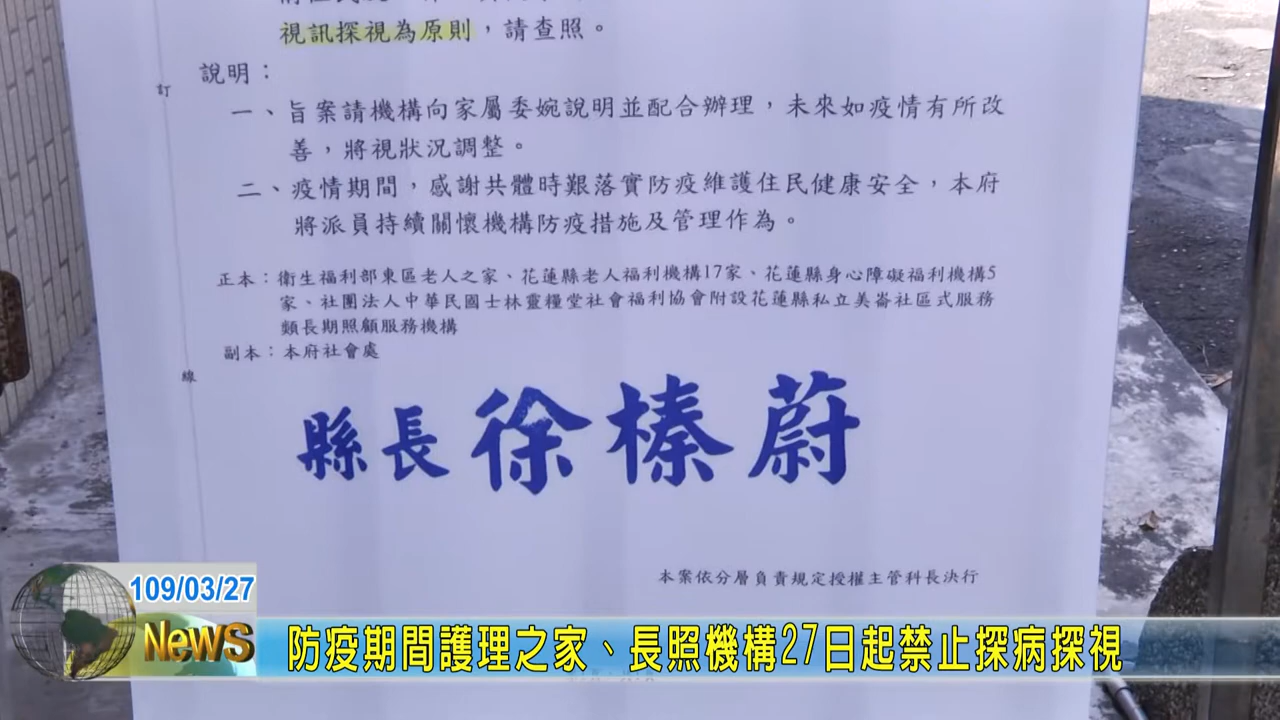 視訊探視為原則，請查照。
說明：
訂
一、旨案請機構向家屬委婉說明並配合辦理，未來如疫情有所改
善，將視狀況調整。
二、疫情期間，感謝共體時艱落實防疫維護住民健康安全，本府
將派員持續關懷機構防疫措施及管理作為。
正本：衛生福利部東區老人之家、花蓮縣老人福利機構17家、花蓮縣身心障礙福利機構5
家、社團法人中華民國士林靈糧堂社會福利協會附設花蓮縣私立美崙社區式服務
類長期照顧服務機構
副本：本府社會處
線
縣長徐榛蔚
本案依分層負責規定授權主管科長決行
109/03/27
News
防疫期間護理之家、長照機構27日起禁止探病探視